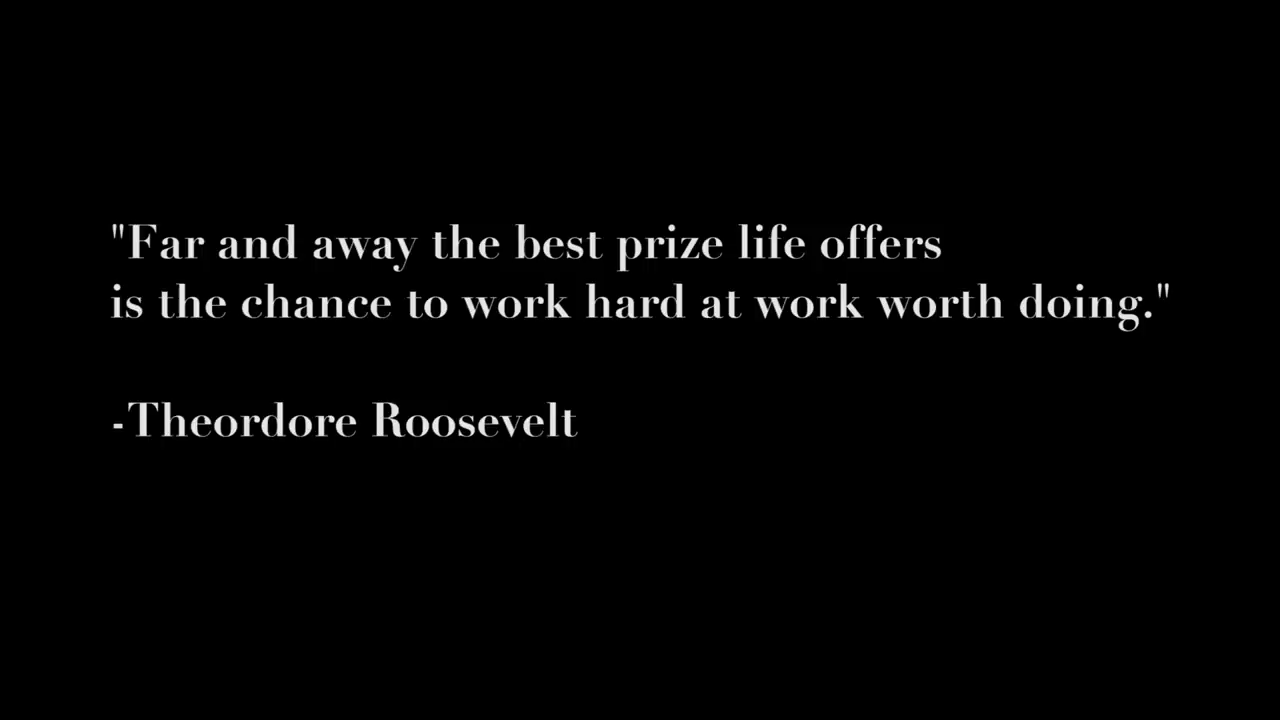 "Far and away the best prize life offers
is the chance to work hard at work worth doing."
-Theordore Roosevelt